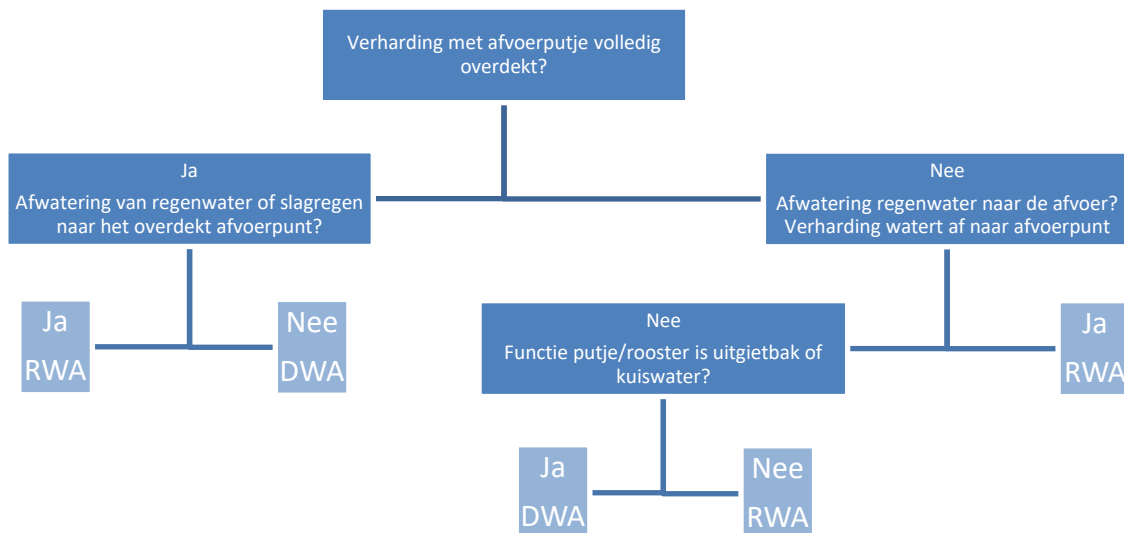 Verharding met afvoerputje volledig
overdekt?
Ja
Afwatering van regenwater of slagregen
naar het overdekt afvoerpunt?
Nee
Afwatering regenwater naar de afvoer?
Verharding watert af naar afvoerpunt
Ja
RWA
Nee
DWA
Nee
Functie putje/rooster is uitgietbak of
kuiswater?
Ja
RWA
Ja
DWA
Nee
RWA